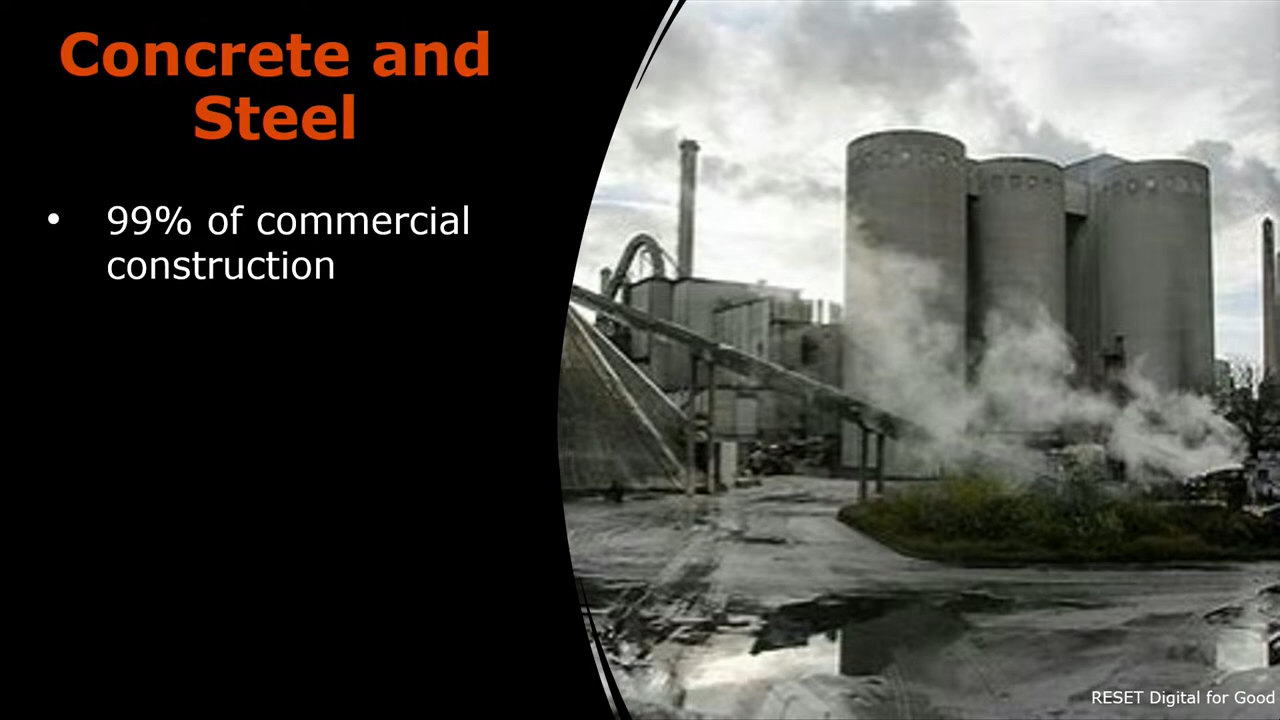 Concrete and
Steel
• 99% of commercial
construction
RESET Digital for Good